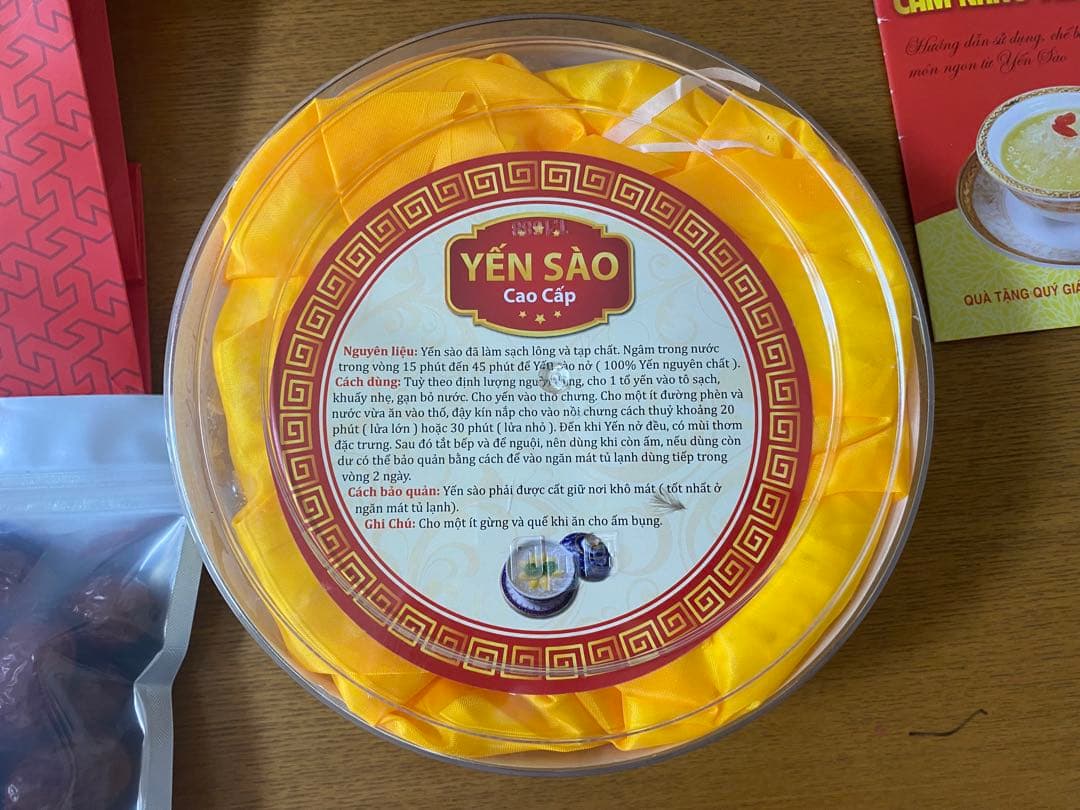 Hướng dẫn sử dụng, chế
món ngon từ Yến Sào
QUÀ TẶNG QUÝ GIÁ
YẾN SÀO
Cao Cấp
Nguyên liệu: Yến sào đã làm sạch lông và tạp chất. Ngâm trong nước
trong vòng 15 phút đến 45 phút để Yến sào nở ( 100% Yến nguyên chất ).
Cách dùng: Tuỳ theo định lượng người dùng, cho 1 tổ yến vào tô sạch,
khuấy nhẹ, gạn bỏ nước. Cho yến vào thố chưng. Cho một ít đường phèn và
nước vừa ăn vào thố, đậy kín nắp cho vào nồi chưng cách thuỷ khoảng 20
phút ( lửa lớn ) hoặc 30 phút ( lửa nhỏ ). Đến khi Yến nở đều, có mùi thơm
đặc trưng. Sau đó tắt bếp và để nguội, nên dùng khi còn ấm, nếu dùng còn
dư có thể bảo quản bằng cách để vào ngăn mát tủ lạnh dùng tiếp trong
vòng 2 ngày.
Cách bảo quản: Yến sào phải được cất giữ nơi khô mát ( tốt nhất ở
ngăn mát tủ lạnh).
Ghi Chú: Cho một ít gừng và quế khi ăn cho ấm bụng.